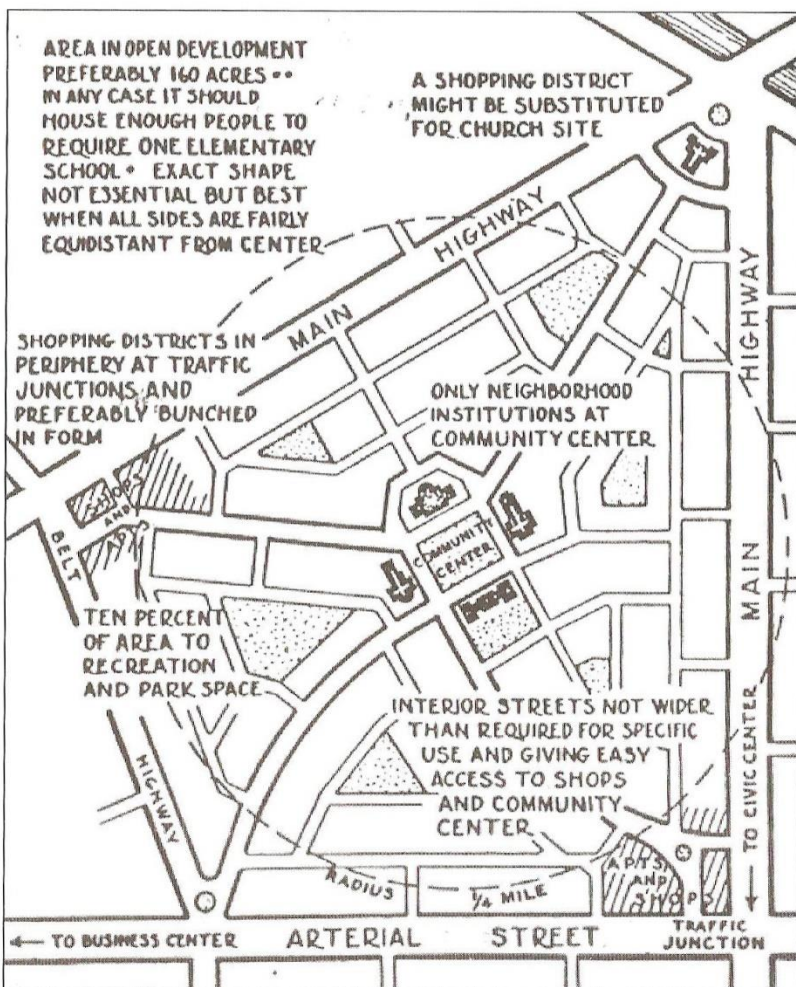 AREA IN OPEN DEVELOPMENT
PREFERABLY 160 ACRES ••
IN ANY CASE IT SHOULD
HOUSE ENOUGH PEOPLE TO
REQUIRE ONE ELEMENTARY
SCHOOL • EXACT SHAPE
NOT ESSENTIAL BUT BEST
WHEN ALL SIDES ARE FAIRLY
EQUIDISTANT FROM CENTER
A SHOPPING DISTRICT
MIGHT BE SUBSTITUTED
FOR CHURCH SITE
MAIN HIGHWAY
HIGHWAY MAIN
SHOPPING DISTRICTS IN
PERIPHERY AT TRAFFIC
JUNCTIONS AND
PREFERABLY BUNCHED
IN FORM
ONLY NEIGHBORHOOD
INSTITUTIONS AT
COMMUNITY CENTER
SHOPS
AND
APTS
BELT
HIGHWAY
COMMUNITY
CENTER
TEN PERCENT
OF AREA TO
RECREATION
AND PARK SPACE
INTERIOR STREETS NOT WIDER
THAN REQUIRED FOR SPECIFIC
USE AND GIVING EASY
ACCESS TO SHOPS
AND COMMUNITY
CENTER
TO CIVIC CENTER
RADIUS 1/4 MILE
APTS
AND
SHOPS
TRAFFIC
JUNCTION
← TO BUSINESS CENTER
ARTERIAL STREET